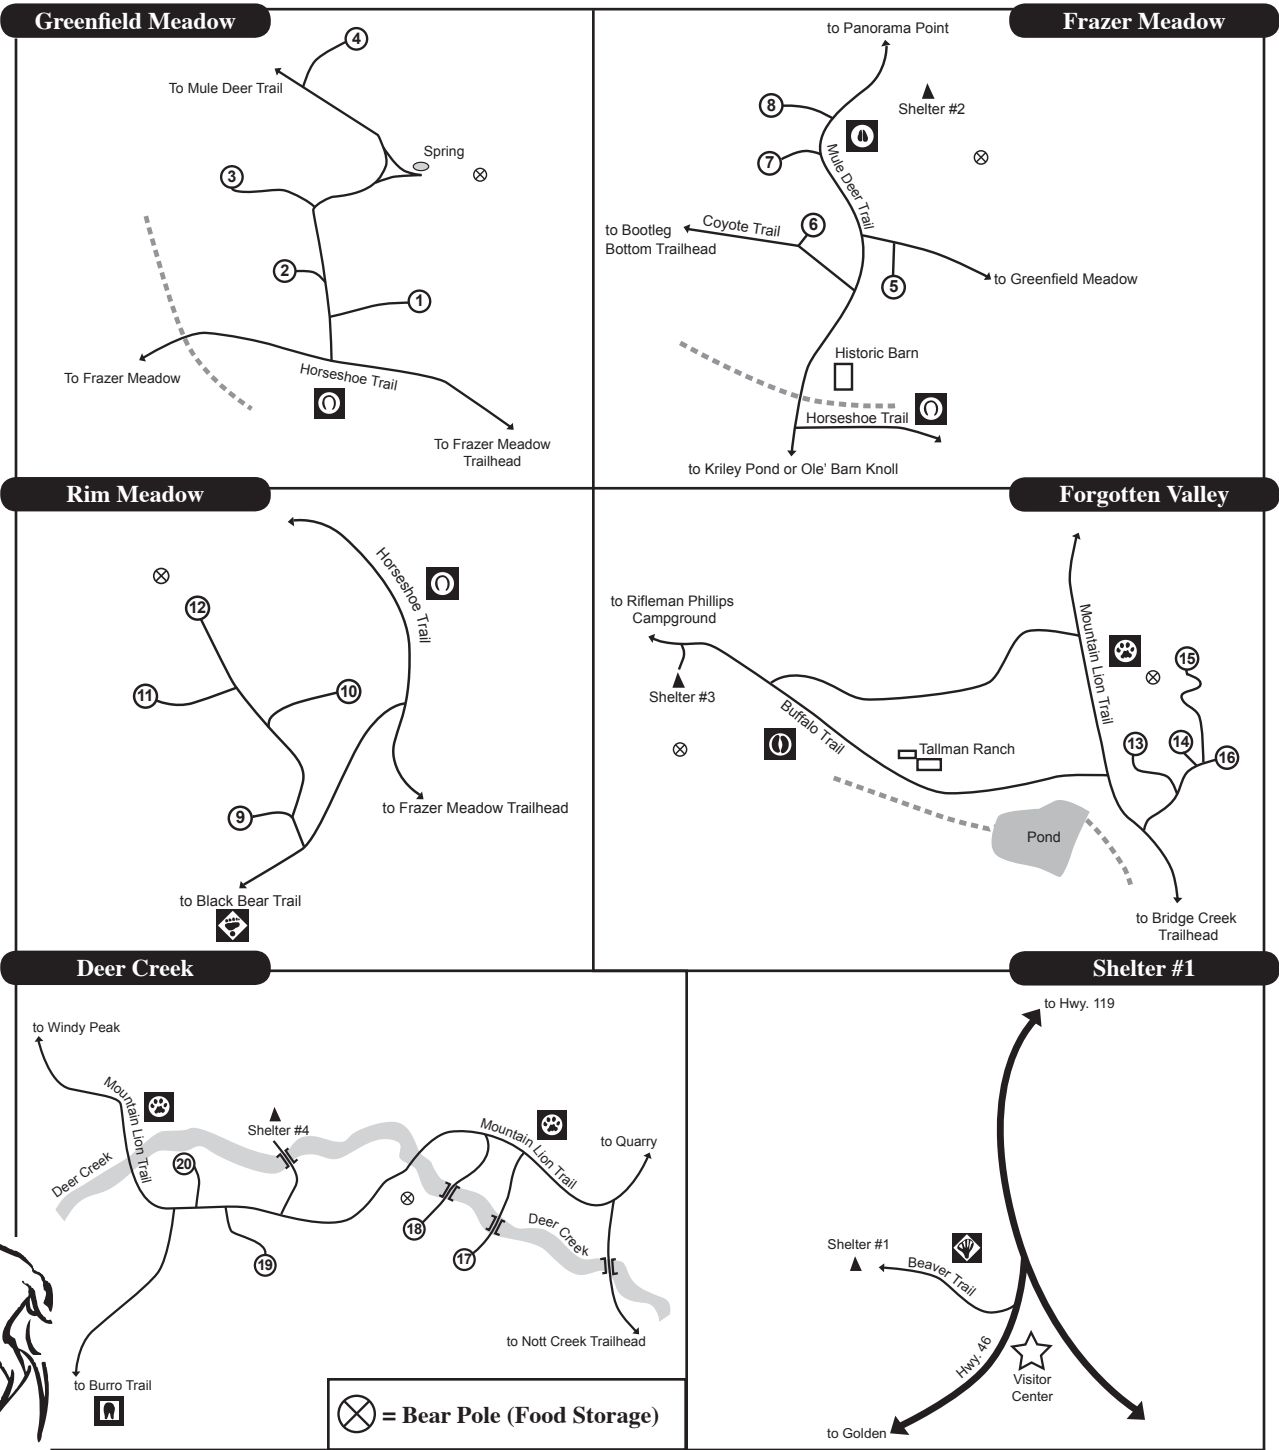 Greenfield Meadow
4
To Mule Deer Trail
Spring
3
2
1
To Frazer Meadow
Horseshoe Trail
To Frazer Meadow
Trailhead
Frazer Meadow
to Panorama Point
8
Shelter #2
7
Mule Deer Trail
6
to Bootleg
Bottom Trailhead
Coyote Trail
5
to Greenfield Meadow
Historic Barn
Horseshoe Trail
to Kriley Pond or Ole' Barn Knoll
Rim Meadow
Horseshoe Trail
12
11
10
9
to Frazer Meadow Trailhead
to Black Bear Trail
Forgotten Valley
to Rifleman Phillips
Campground
Mountain Lion Trail
15
Shelter #3
Buffalo Trail
Tallman Ranch
13
14
16
Pond
to Bridge Creek
Trailhead
Deer Creek
to Windy Peak
Mountain Lion Trail
Shelter #4
Mountain Lion Trail
to Quarry
Deer Creek
20
18
17
19
Deer Creek
to Nott Creek Trailhead
to Burro Trail
= Bear Pole (Food Storage)
Shelter #1
to Hwy. 119
Shelter #1
Beaver Trail
Hwy. 46
Visitor
Center
to Golden